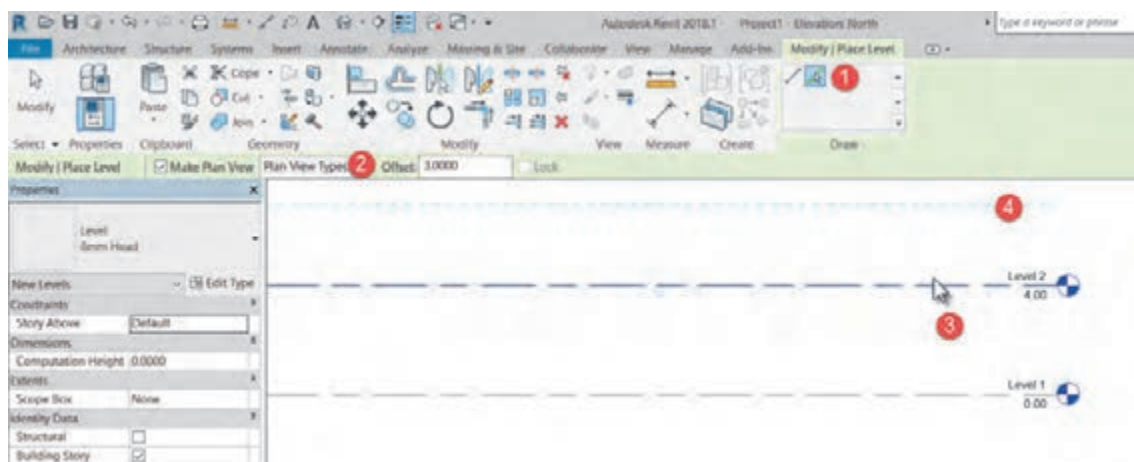 Autodesk Revit 2018.1 - Project1 - Elevation: North
Type a keyword or phrase
File Architecture Structure Systems Insert Annotate Analyze Massing & Site Collaborate View Manage Add-Ins Modify | Place Level
1
Modify
Paste
Cope
Cut
Join
Select Properties Clipboard Geometry Modify View Measure Create Draw
Modify | Place Level Make Plan View Plan View Types... 2 Offset: 3.0000 Lock
Properties
Level
8mm Head
New Levels Edit Type
Constraints
Story Above Default
Dimensions
Computation Height 0.0000
Extents
Scope Box None
Identity Data
Structural
Building Story
4
Level 2
4.00
3
Level 1
0.00